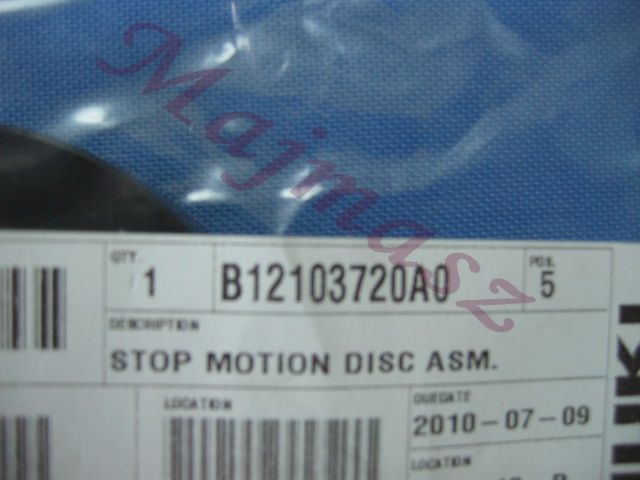 Majmasz
QTY.
1
B12103720A0
POS.
5
DESCRIPTION
STOP MOTION DISC ASM.
LOCATION
DUEDATE
2010-07-09
LOCATION